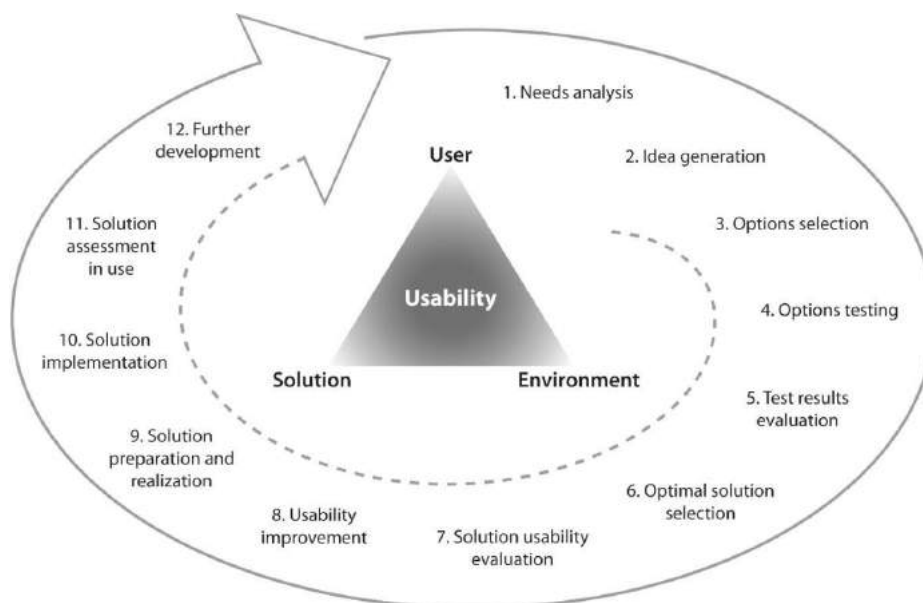 1. Needs analysis
2. Idea generation
3. Options selection
4. Options testing
5. Test results
evaluation
6. Optimal solution
selection
7. Solution usability
evaluation
8. Usability
improvement
9. Solution
preparation and
realization
10. Solution
implementation
11. Solution
assessment
in use
12. Further
development
User
Usability
Solution
Environment